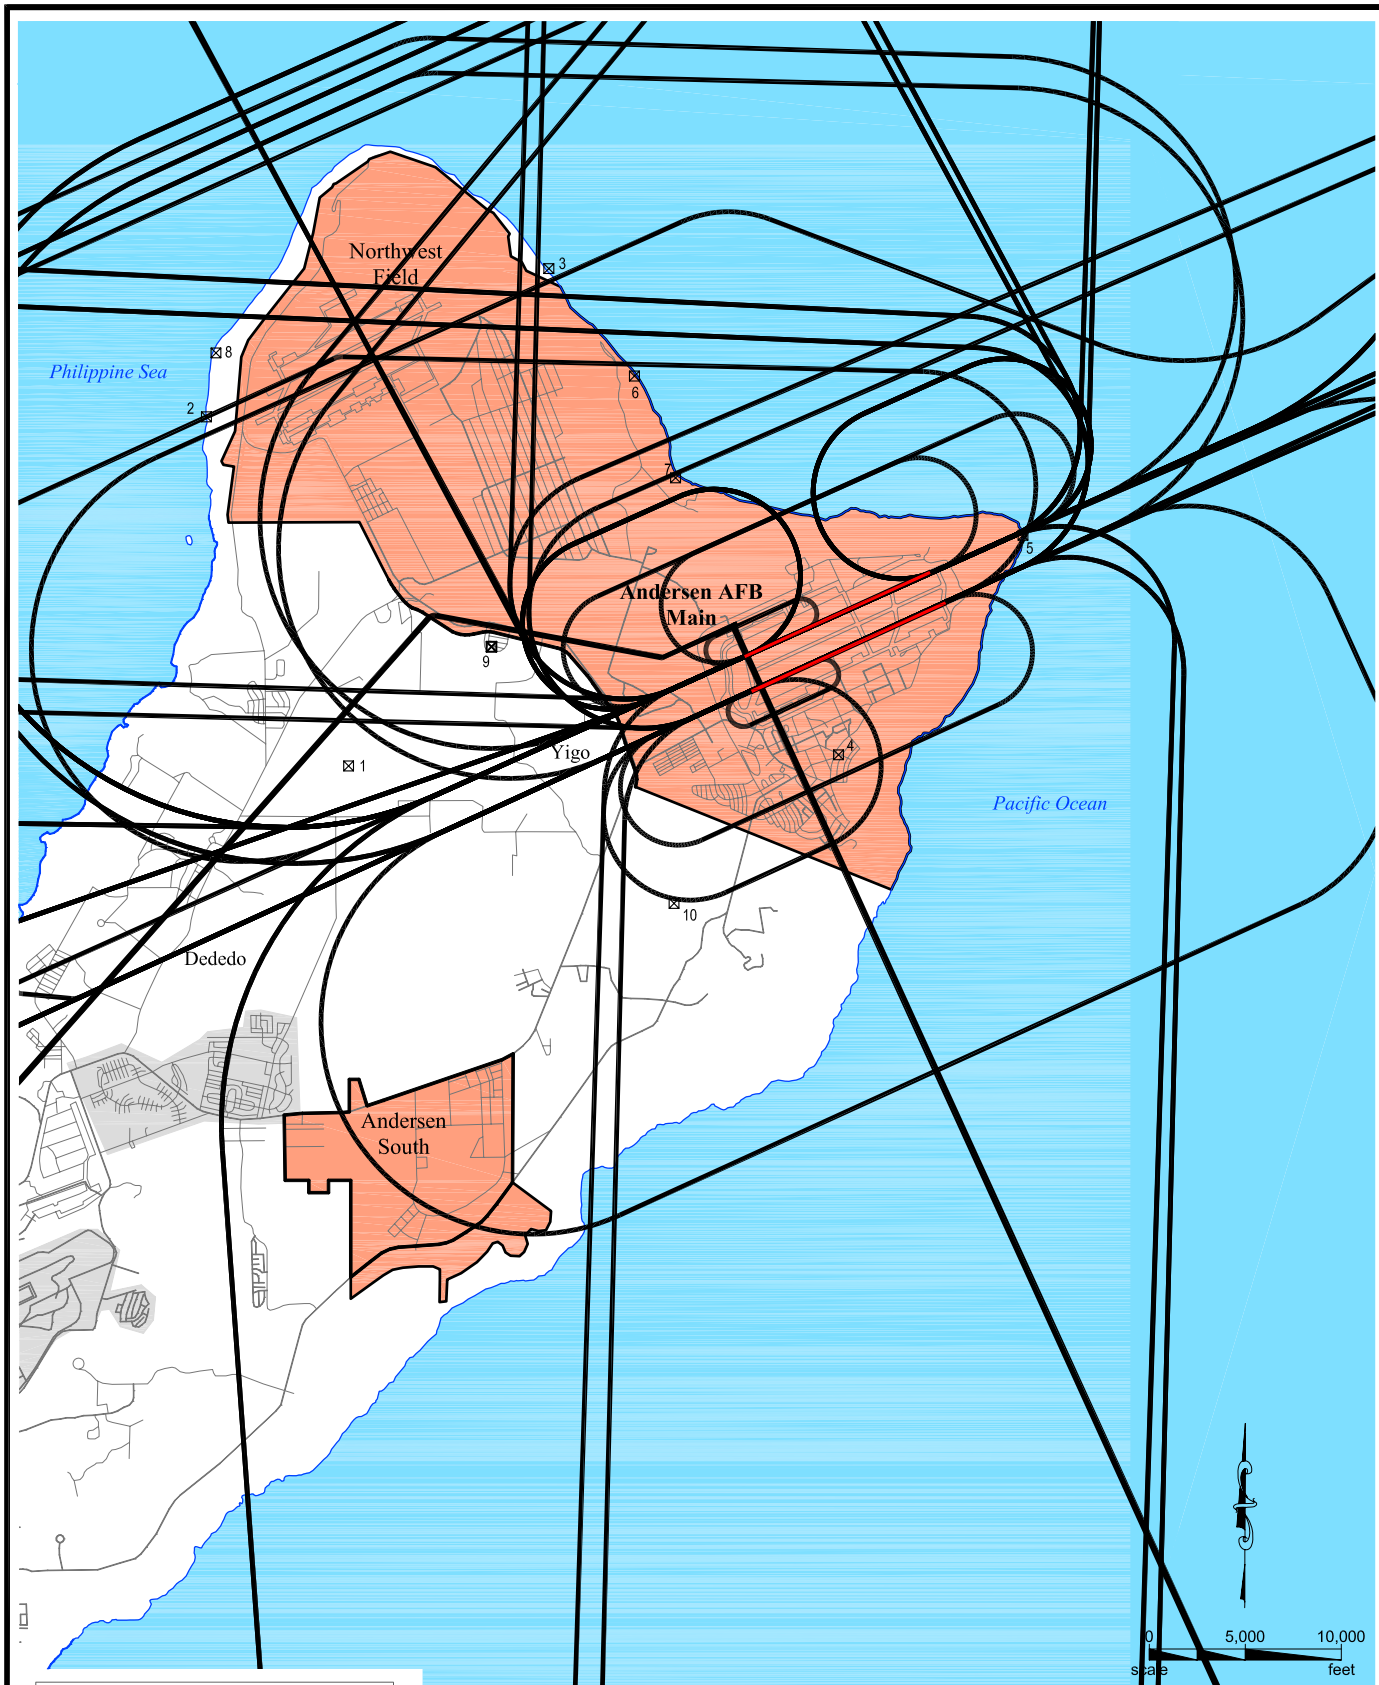 Northwest
Field
3
Philippine Sea
8
2
6
7
5
Andersen AFB
Main
9
Yigo
1
4
Pacific Ocean
10
Dededo
Andersen
South
0 5,000 10,000
scale feet